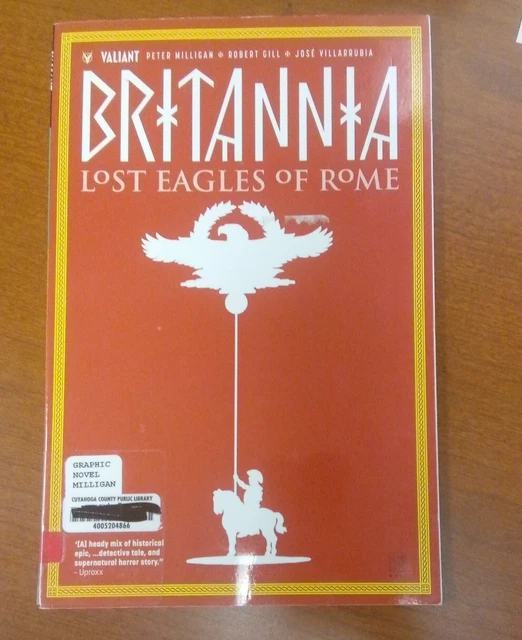 VALIANT PETER MILLIGAN ✦ ROBERT GILL ✦ JOSÉ VILLARRUBIA
BRITANNIA
LOST EAGLES OF ROME
GRAPHIC
NOVEL
MILLIGAN
CUYAHOGA COUNTY PUBLIC LIBRARY
4005204866
"[A] heady mix of historical
epic, ...detective tale, and
supernatural horror story."
– Uproxx